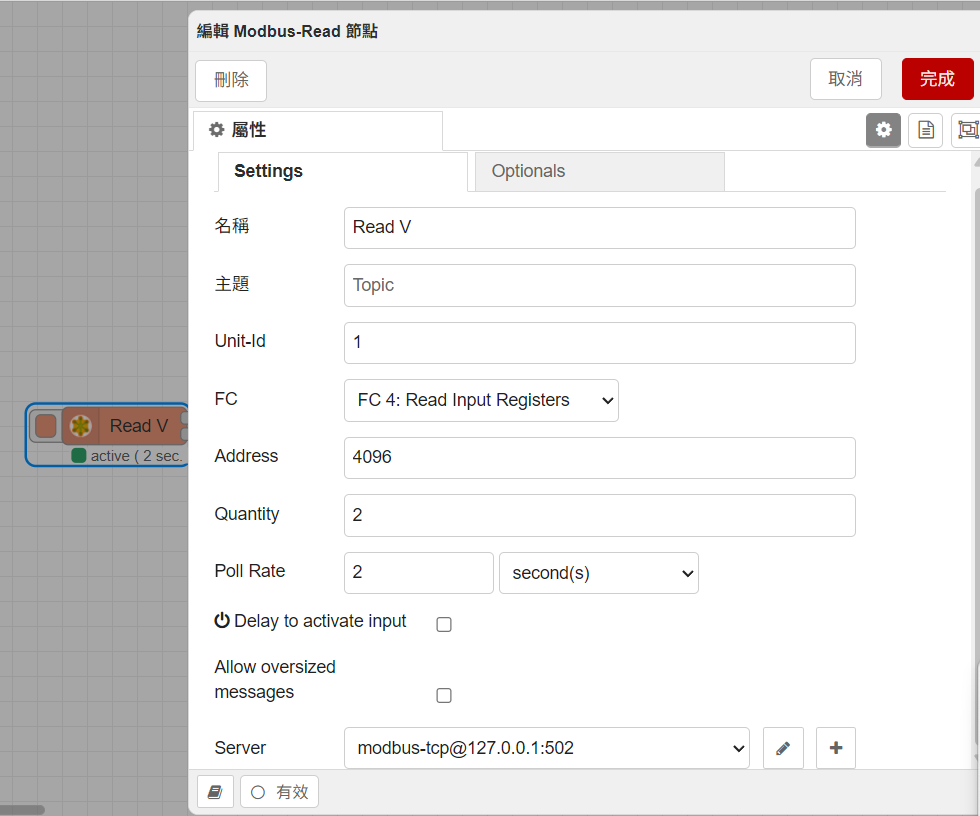 編輯 Modbus-Read 節點
刪除
取消
完成
屬性
Settings
Optionals
名稱
Read V
主題
Topic
Unit-Id
1
FC
FC 4: Read Input Registers
Read V
active ( 2 sec.
Address
4096
Quantity
2
Poll Rate
2
second(s)
Delay to activate input
Allow oversized
messages
Server
modbus-tcp@127.0.0.1:502
有效